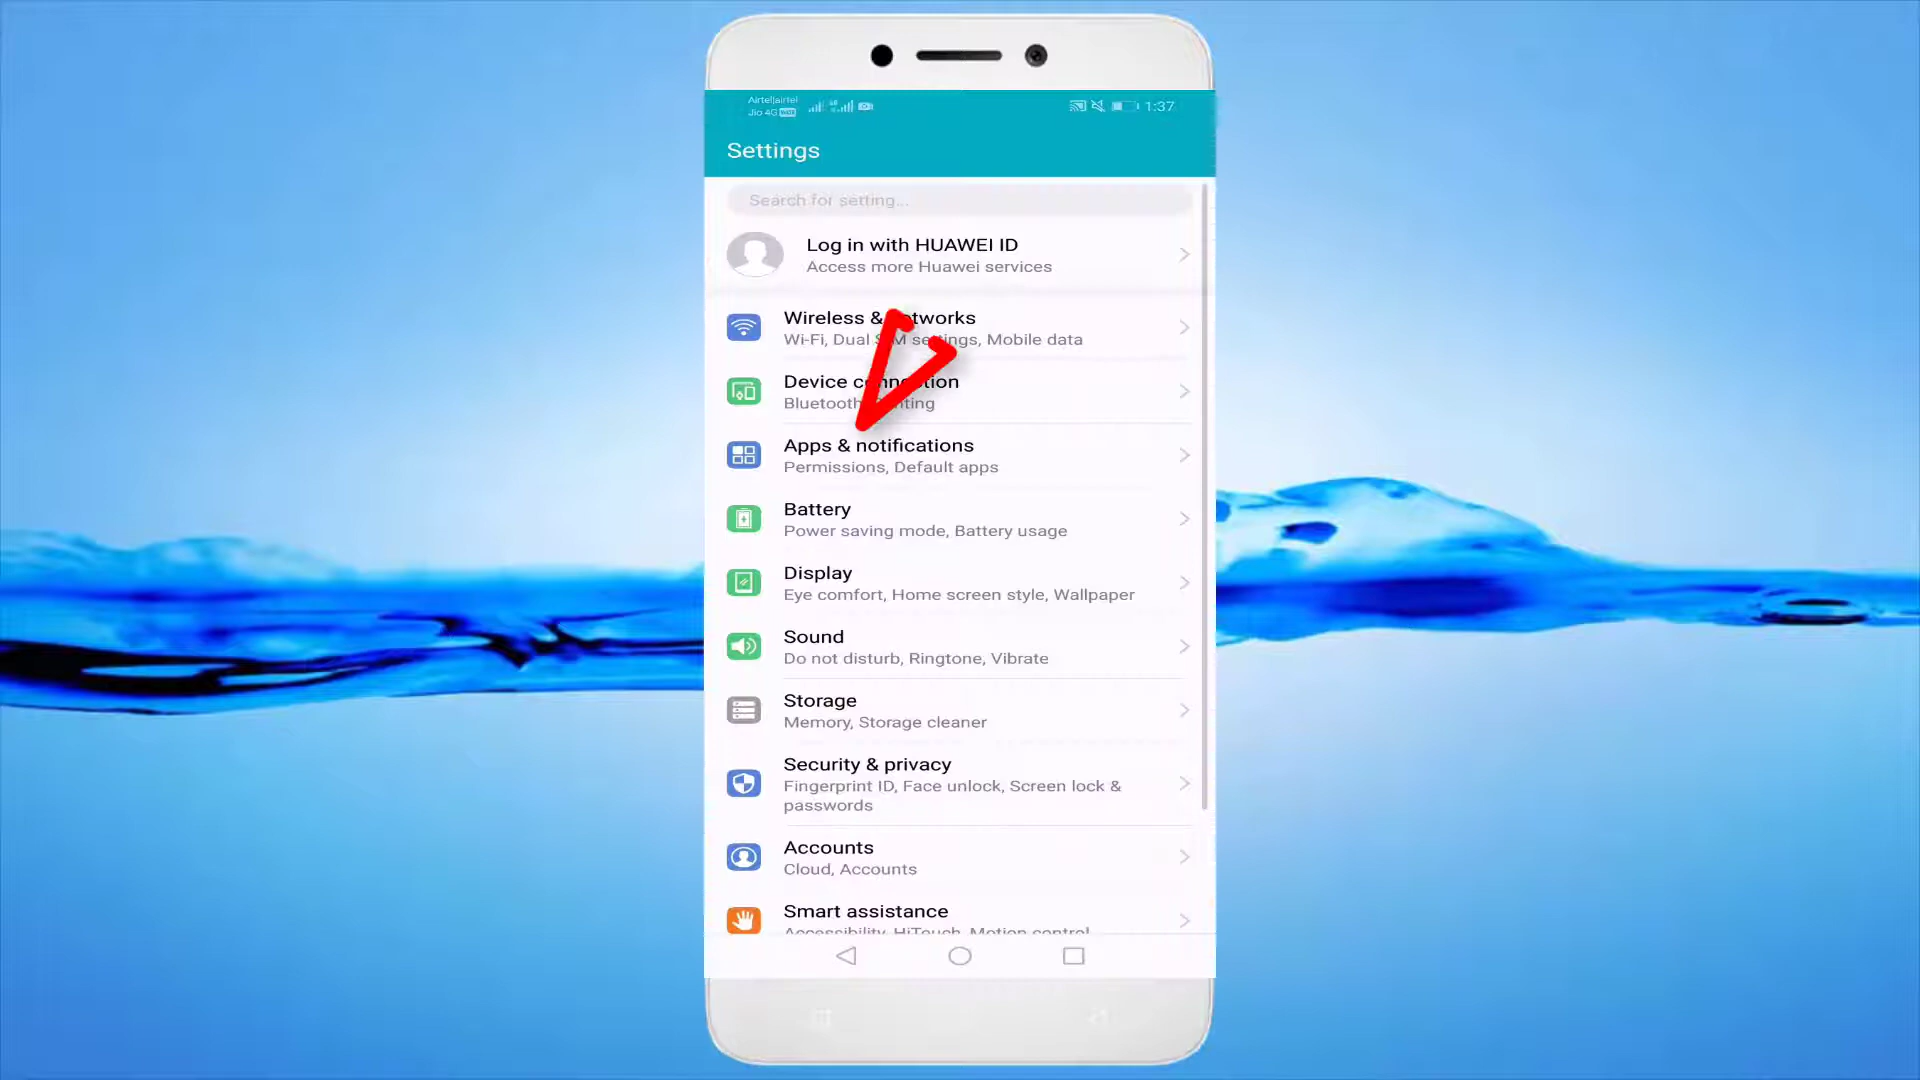 Airtel|airtel
Jio 4G
1:37
Settings
Search for setting...
Log in with HUAWEI ID
Access more Huawei services
Wireless & networks
Wi-Fi, Dual SIM settings, Mobile data
Device connection
Bluetooth, Printing
Apps & notifications
Permissions, Default apps
Battery
Power saving mode, Battery usage
Display
Eye comfort, Home screen style, Wallpaper
Sound
Do not disturb, Ringtone, Vibrate
Storage
Memory, Storage cleaner
Security & privacy
Fingerprint ID, Face unlock, Screen lock &
passwords
Accounts
Cloud, Accounts
Smart assistance
Accessibility, HiTouch, Motion control